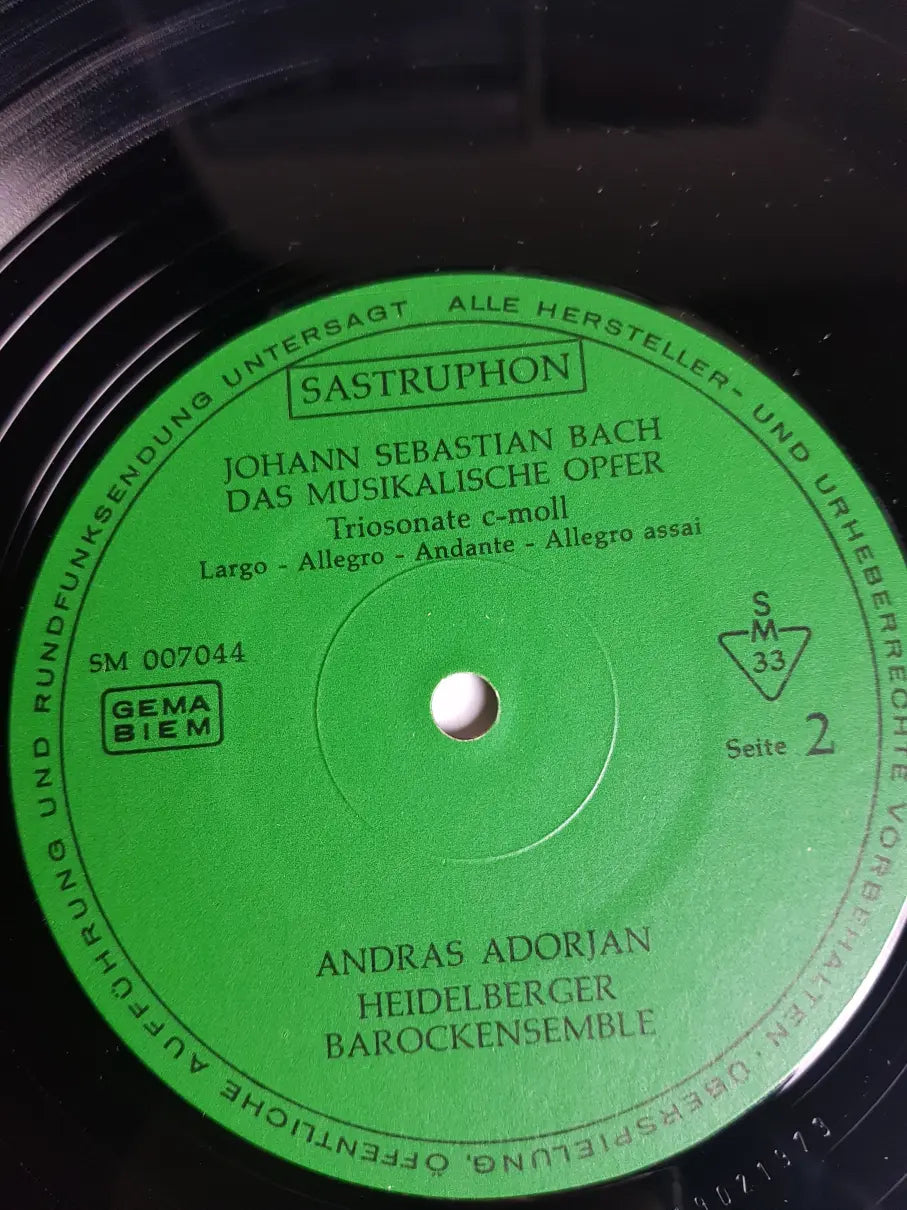 ALLE HERSTELLER- UND URHEBERRECHTE VORBEHALTEN · ÜBERSPIELUNG, ÖFFENTLICHE AUFFÜHRUNG UND RUNDFUNKSENDUNG UNTERSAGT
SASTRUPHON
JOHANN SEBASTIAN BACH
DAS MUSIKALISCHE OPFER
Triosonate c-moll
Largo - Allegro - Andante - Allegro assai
SM 007044
GEMA
BIEM
S
M
33
Seite 2
ANDRAS ADORJAN
HEIDELBERGER
BAROCKENSEMBLE